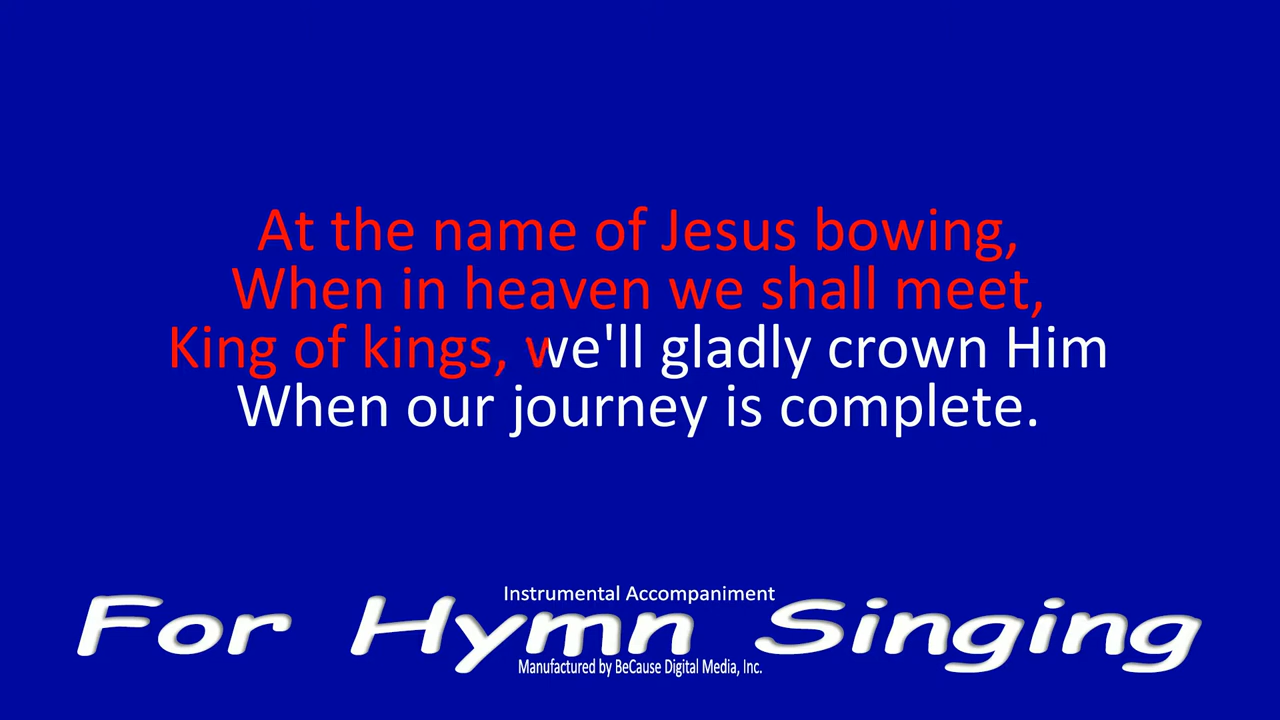 At the name of Jesus bowing,
When in heaven we shall meet,
King of kings, we'll gladly crown Him
When our journey is complete.
Instrumental Accompaniment
For Hymn Singing
Manufactured by BeCause Digital Media, Inc.